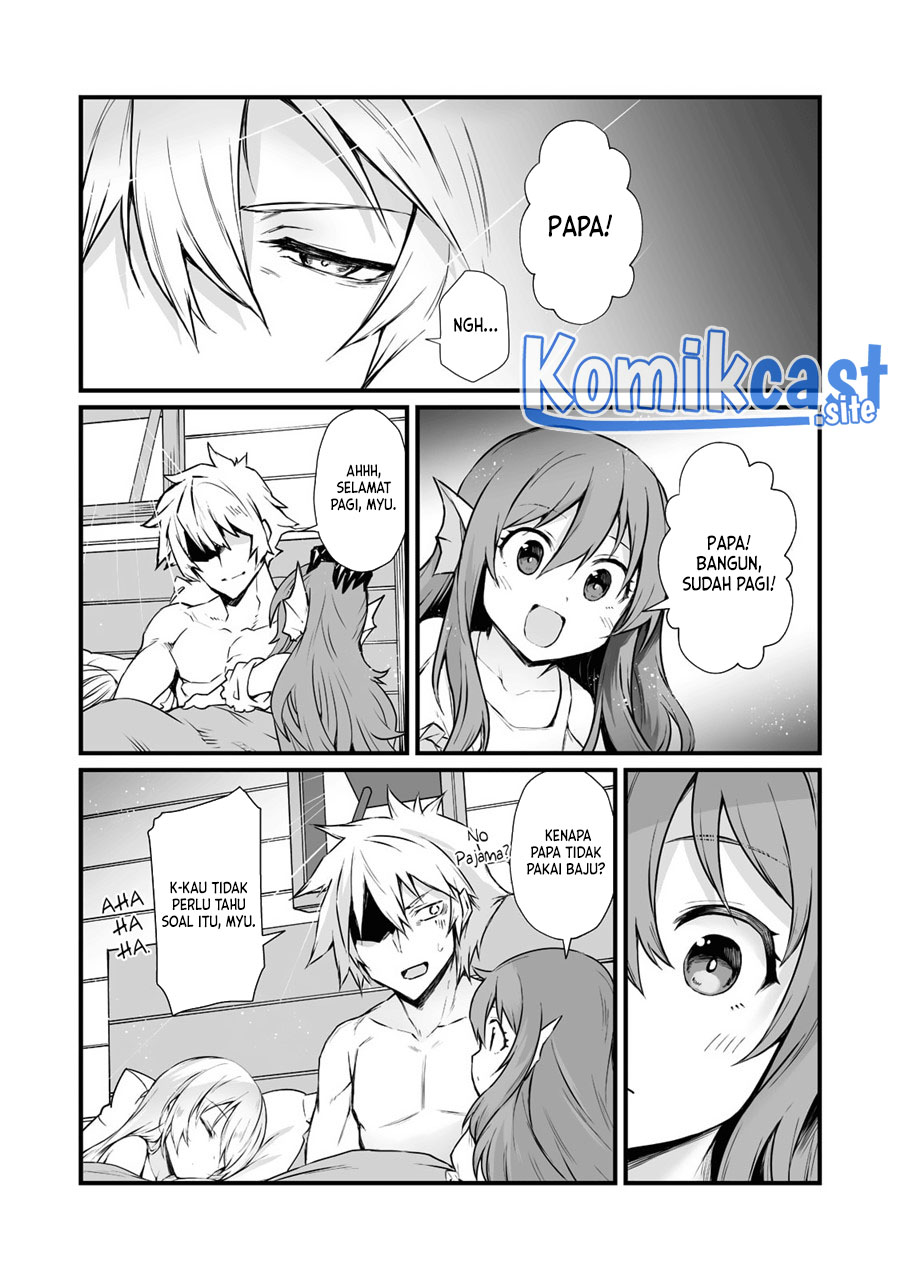 PAPA!
NGH...
Komikcast
.site
PAPA!
BANGUN,
SUDAH PAGI!
AHHH,
SELAMAT
PAGI, MYU.
KENAPA
PAPA TIDAK
PAKAI BAJU?
No
Pajama?
K-KAU TIDAK
PERLU TAHU
SOAL ITU, MYU.
AHA
HA
HA.